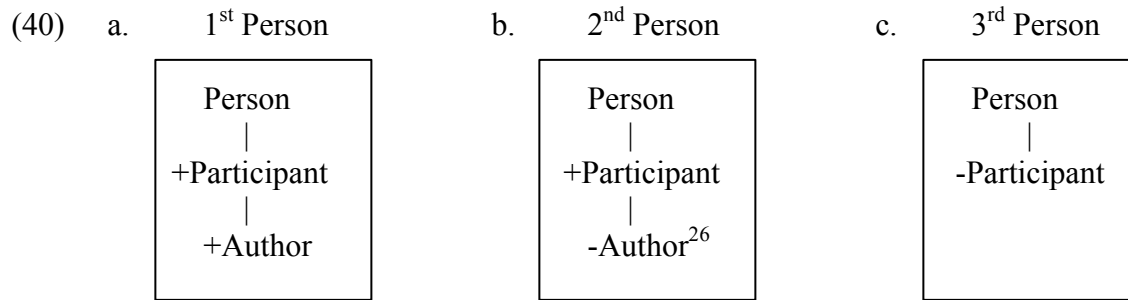 (40) a. 1st Person b. 2nd Person c. 3rd Person
Person Person Person
| | |
+Participant +Participant -Participant
| |
+Author -Author26